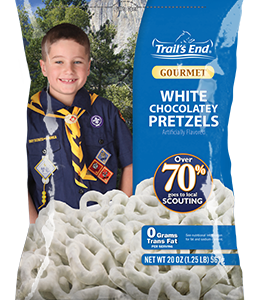 Trail's End
GOURMET
WHITE
CHOCOLATEY
PRETZELS
Artificially Flavored
Over
70%
goes to local
SCOUTING
0 Grams
Trans Fat
PER SERVING
NET WT 20 OZ (1.25 LB) 56